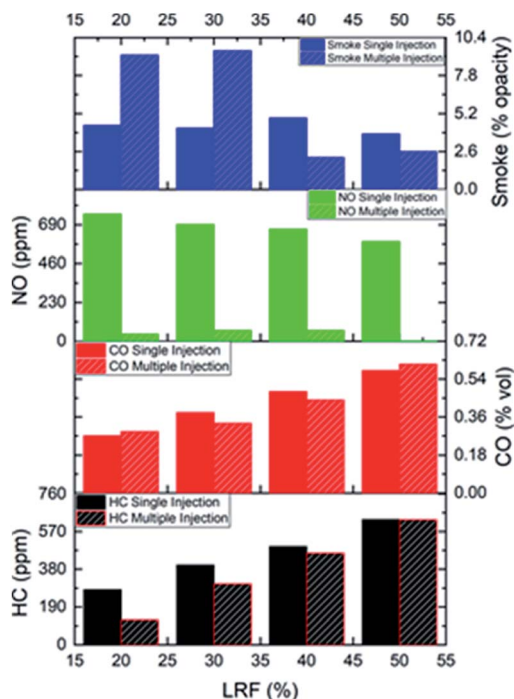 15 20 25 30 35 40 45 50 55
Smoke Single Injection
Smoke Multiple Injection
10.4
7.8
5.2
2.6
0.0
Smoke (% opacity)
NO Single Injection
NO Multiple Injection
690
460
230
0
NO (ppm)
CO Single Injection
CO Multiple Injection
0.72
0.54
0.36
0.18
0.00
CO (% vol)
HC Single Injection
HC Multiple Injection
760
570
380
190
0
HC (ppm)
15 20 25 30 35 40 45 50 55
LRF (%)